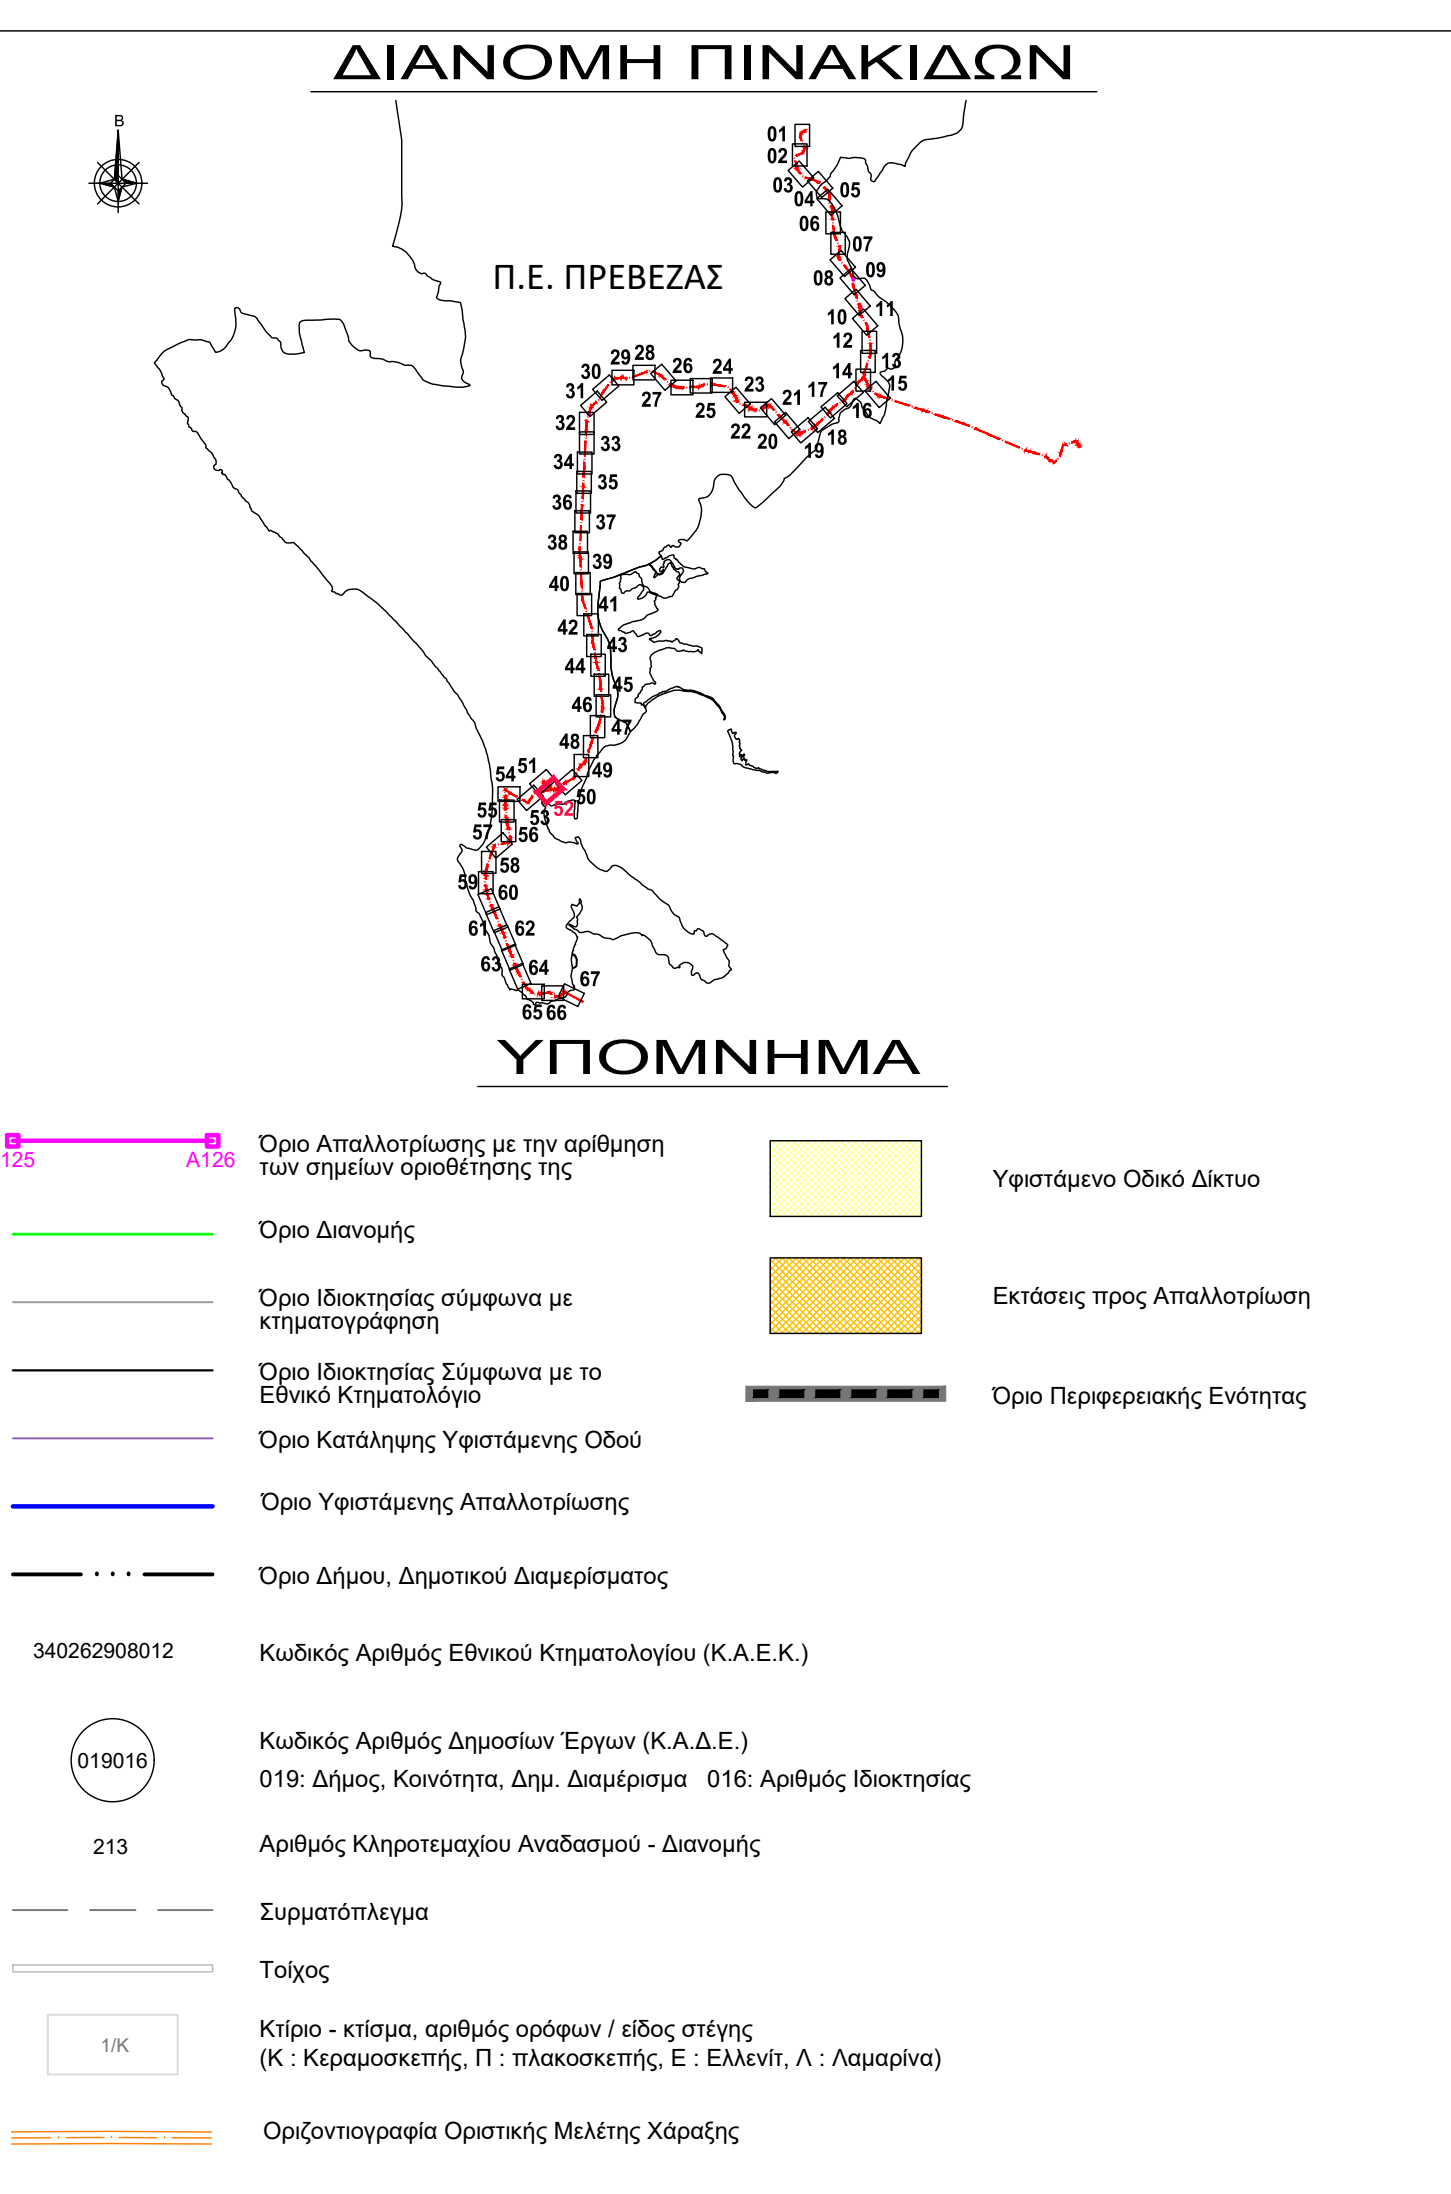 ΔΙΑΝΟΜΗ ΠΙΝΑΚΙΔΩΝ
Β
Π.Ε. ΠΡΕΒΕΖΑΣ
01
02
03
04
05
06
07
08
09
10
11
12
13
14
15
16
17
18
19
20
21
22
23
24
25
26
27
28
29
30
31
32
33
34
35
36
37
38
39
40
41
42
43
44
45
46
47
48
49
50
51
52
53
54
55
56
57
58
59
60
61
62
63
64
65
66
67
ΥΠΟΜΝΗΜΑ
125 A126
Όριο Απαλλοτρίωσης με την αρίθμηση
των σημείων οριοθέτησης της
Όριο Διανομής
Όριο Ιδιοκτησίας σύμφωνα με
κτηματογράφηση
Όριο Ιδιοκτησίας Σύμφωνα με το
Εθνικό Κτηματολόγιο
Όριο Κατάληψης Υφιστάμενης Οδού
Όριο Υφιστάμενης Απαλλοτρίωσης
Όριο Δήμου, Δημοτικού Διαμερίσματος
340262908012 Κωδικός Αριθμός Εθνικού Κτηματολογίου (Κ.Α.Ε.Κ.)
019016
Κωδικός Αριθμός Δημοσίων Έργων (Κ.Α.Δ.Ε.)
019: Δήμος, Κοινότητα, Δημ. Διαμέρισμα 016: Αριθμός Ιδιοκτησίας
213 Αριθμός Κληροτεμαχίου Αναδασμού - Διανομής
Συρματόπλεγμα
Τοίχος
1/Κ
Κτίριο - κτίσμα, αριθμός ορόφων / είδος στέγης
(Κ : Κεραμοσκεπής, Π : πλακοσκεπής, Ε : Ελλενίτ, Λ : Λαμαρίνα)
Οριζοντιογραφία Οριστικής Μελέτης Χάραξης
Υφιστάμενο Οδικό Δίκτυο
Εκτάσεις προς Απαλλοτρίωση
Όριο Περιφερειακής Ενότητας